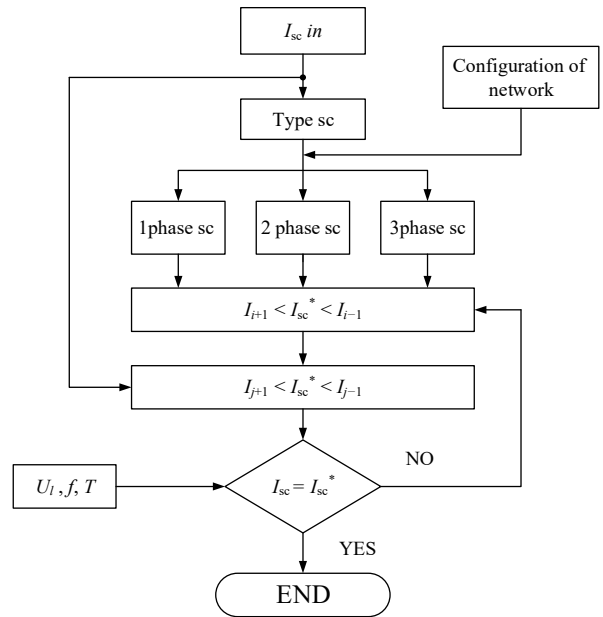 I_sc in
Configuration of
network
Type sc
1phase sc
2 phase sc
3phase sc
I_{i+1} < I_sc^* < I_{i−1}
I_{j+1} < I_sc^* < I_{j−1}
NO
U_l , f, T
I_sc = I_sc^*
YES
END